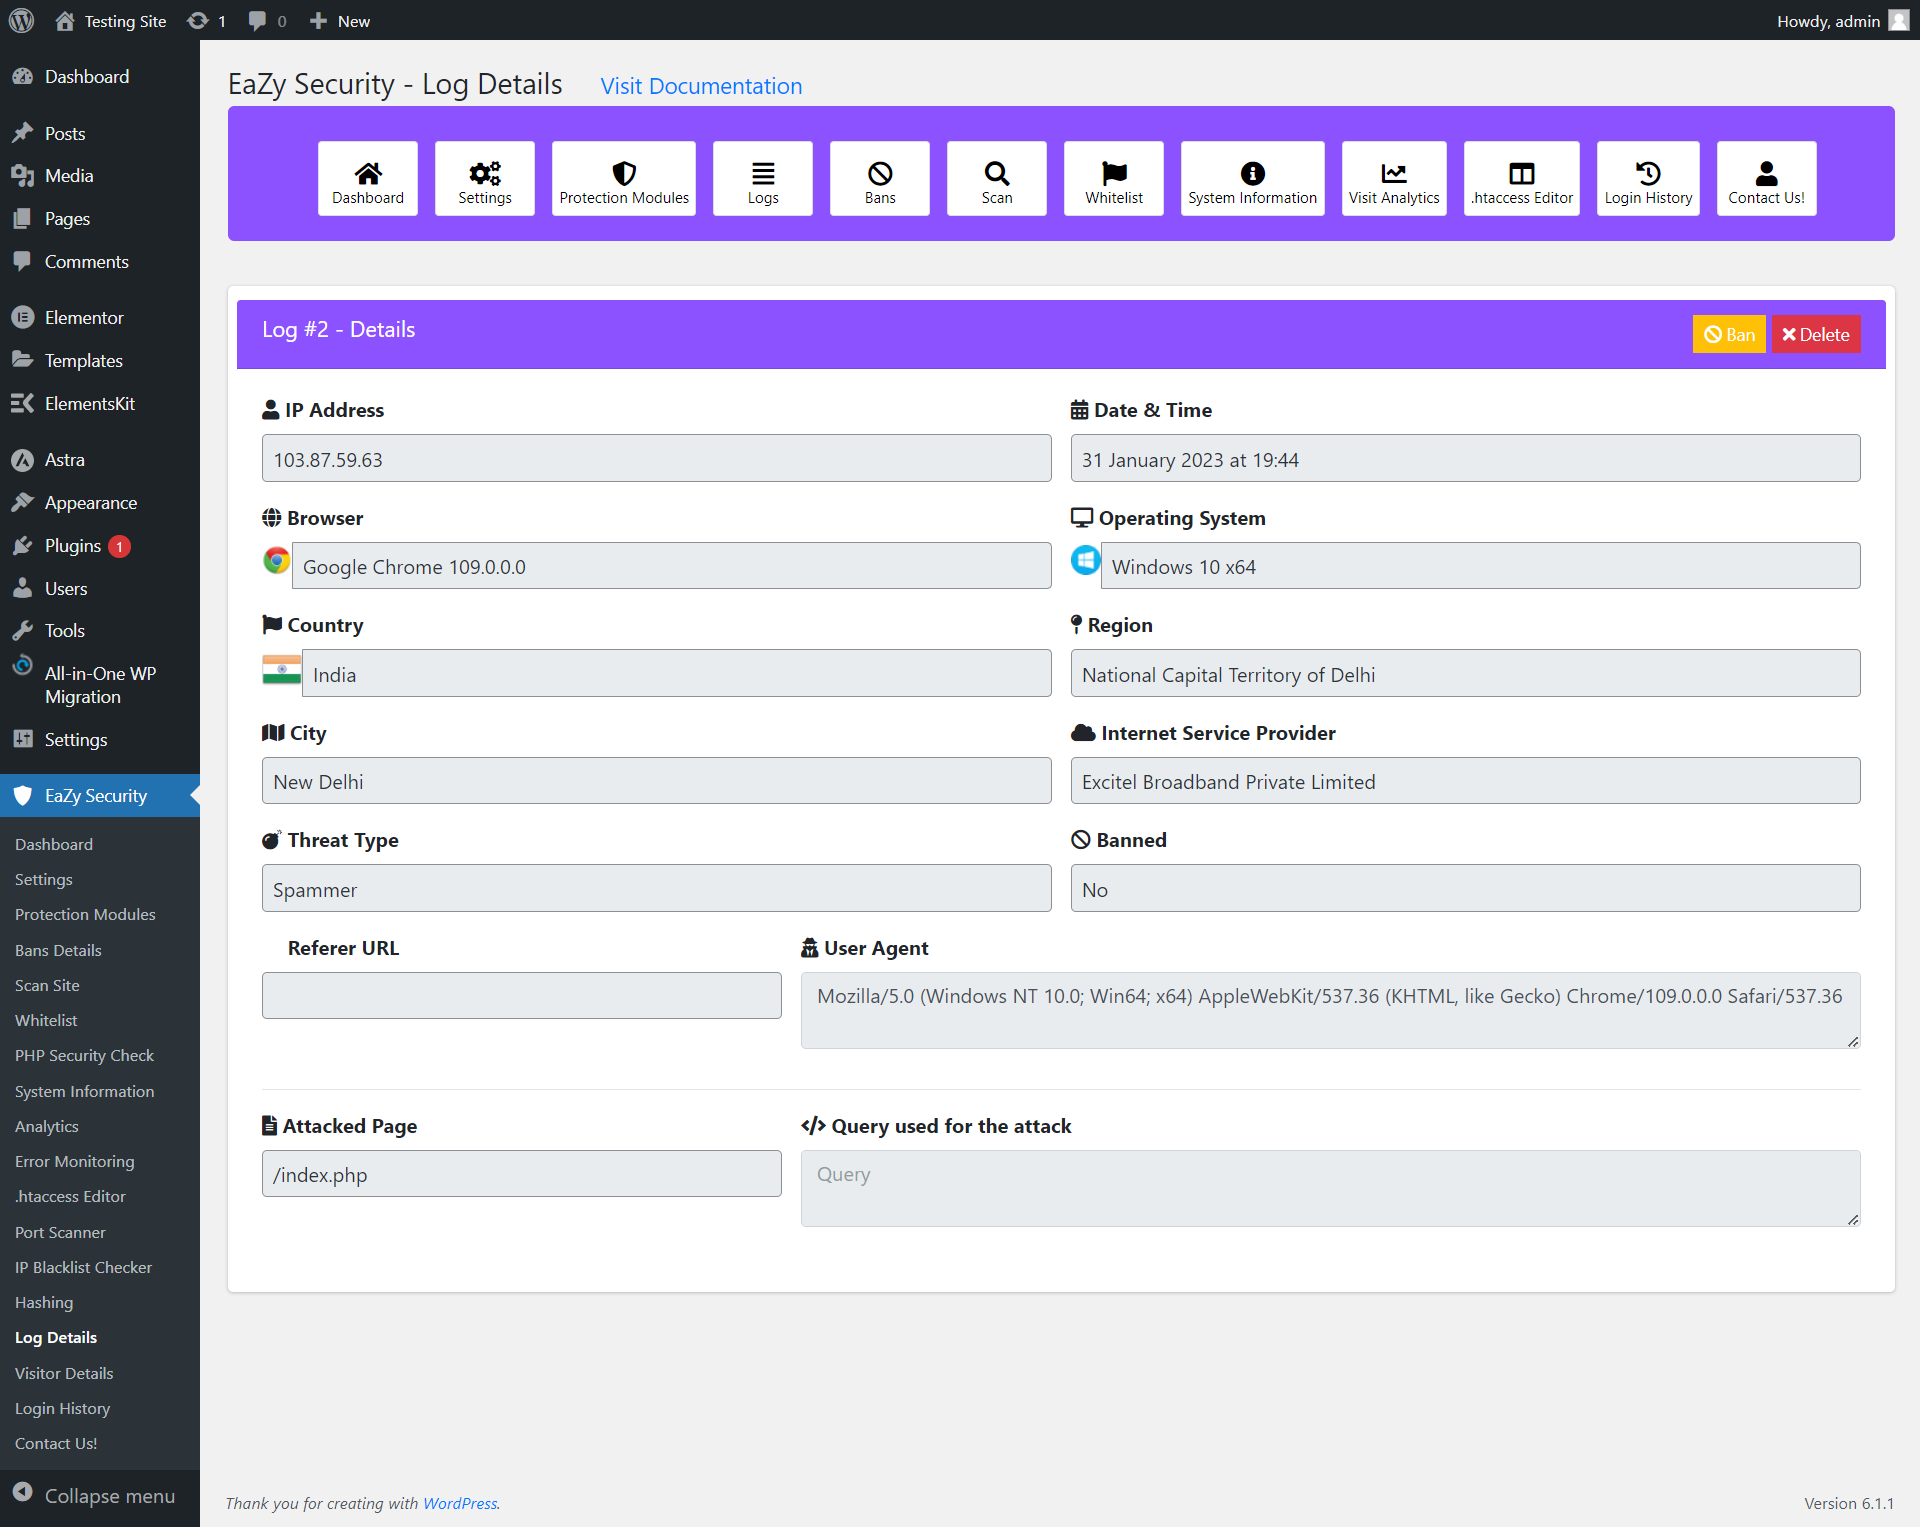 Testing Site
1
0
New
Howdy, admin
Dashboard
Posts
Media
Pages
Comments
Elementor
Templates
ElementsKit
Astra
Appearance
Plugins 1
Users
Tools
All-in-One WP
Migration
Settings
EaZy Security
Dashboard
Settings
Protection Modules
Bans Details
Scan Site
Whitelist
PHP Security Check
System Information
Analytics
Error Monitoring
.htaccess Editor
Port Scanner
IP Blacklist Checker
Hashing
Log Details
Visitor Details
Login History
Contact Us!
Collapse menu
EaZy Security - Log Details
Visit Documentation
Dashboard
Settings
Protection Modules
Logs
Bans
Scan
Whitelist
System Information
Visit Analytics
.htaccess Editor
Login History
Contact Us!
Log #2 - Details
Ban
Delete
IP Address
103.87.59.63
Date & Time
31 January 2023 at 19:44
Browser
Google Chrome 109.0.0.0
Operating System
Windows 10 x64
Country
India
Region
National Capital Territory of Delhi
City
New Delhi
Internet Service Provider
Excitel Broadband Private Limited
Threat Type
Spammer
Banned
No
Referer URL
User Agent
Mozilla/5.0 (Windows NT 10.0; Win64; x64) AppleWebKit/537.36 (KHTML, like Gecko) Chrome/109.0.0.0 Safari/537.36
Attacked Page
/index.php
Query used for the attack
Query
Thank you for creating with WordPress.
Version 6.1.1